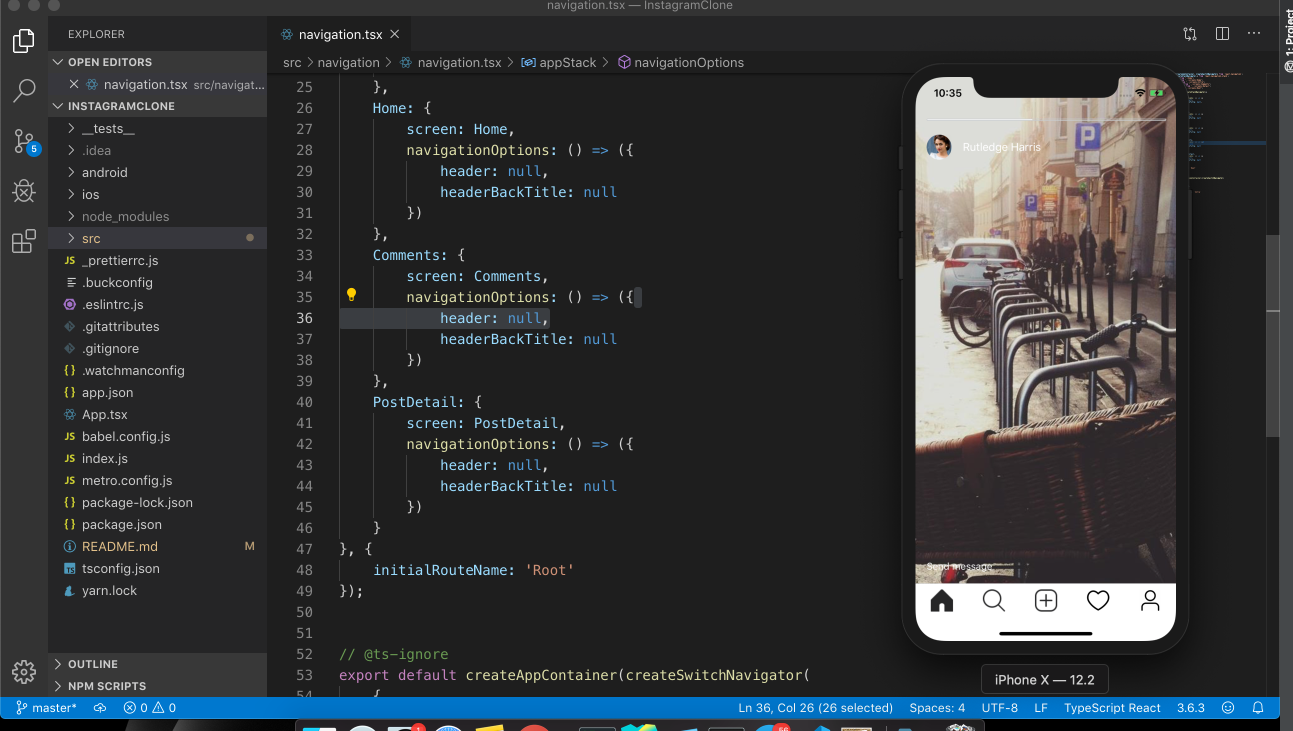 navigation.tsx — InstagramClone
EXPLORER
OPEN EDITORS
navigation.tsx src/navigat...
INSTAGRAMCLONE
__tests__
.idea
android
ios
node_modules
src
JS _prettierrc.js
.buckconfig
.eslintrc.js
.gitattributes
.gitignore
{} .watchmanconfig
{} app.json
App.tsx
JS babel.config.js
JS index.js
JS metro.config.js
{} package-lock.json
{} package.json
README.md M
TS tsconfig.json
yarn.lock
OUTLINE
NPM SCRIPTS
5
navigation.tsx
src > navigation > navigation.tsx > appStack > navigationOptions
25 },
26 Home: {
27 screen: Home,
28 navigationOptions: () => ({
29 header: null,
30 headerBackTitle: null
31 })
32 },
33 Comments: {
34 screen: Comments,
35 navigationOptions: () => ({
36 header: null,
37 headerBackTitle: null
38 })
39 },
40 PostDetail: {
41 screen: PostDetail,
42 navigationOptions: () => ({
43 header: null,
44 headerBackTitle: null
45 })
46 }
47 }, {
48 initialRouteName: 'Root'
49 });
50
51
52 // @ts-ignore
53 export default createAppContainer(createSwitchNavigator(
54 {
10:35
Rutledge Harris
P
P
Send message
iPhone X — 12.2
1: Project
master* 0 0 Ln 36, Col 26 (26 selected) Spaces: 4 UTF-8 LF TypeScript React 3.6.3